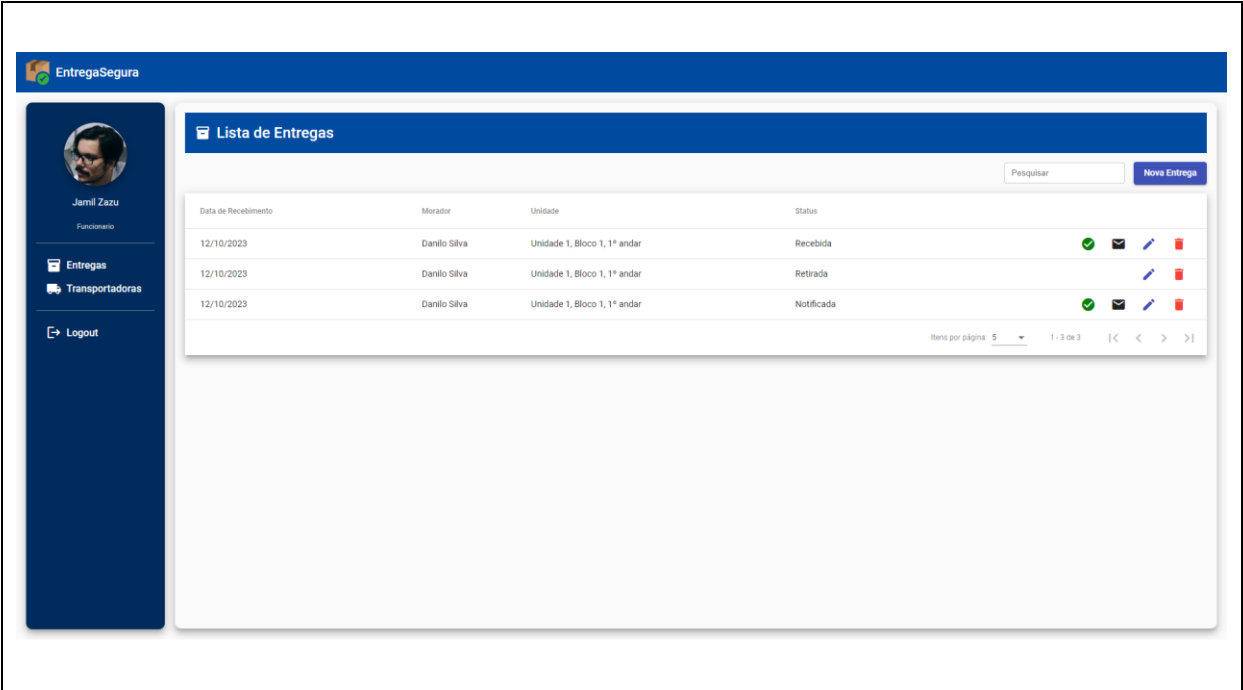 EntregaSegura
Jamil Zazu
Funcionario
Entregas
Transportadoras
Logout
Lista de Entregas
Pesquisar Nova Entrega
Data de Recebimento Morador Unidade Status
12/10/2023 Danilo Silva Unidade 1, Bloco 1, 1º andar Recebida
12/10/2023 Danilo Silva Unidade 1, Bloco 1, 1º andar Retirada
12/10/2023 Danilo Silva Unidade 1, Bloco 1, 1º andar Notificada
Itens por página: 5 1 - 3 de 3